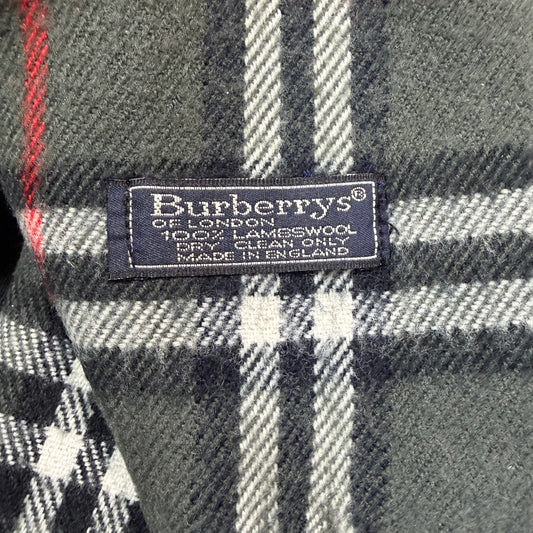 Burberrys®
OF LONDON
100% LAMBSWOOL
DRY CLEAN ONLY
MADE IN ENGLAND